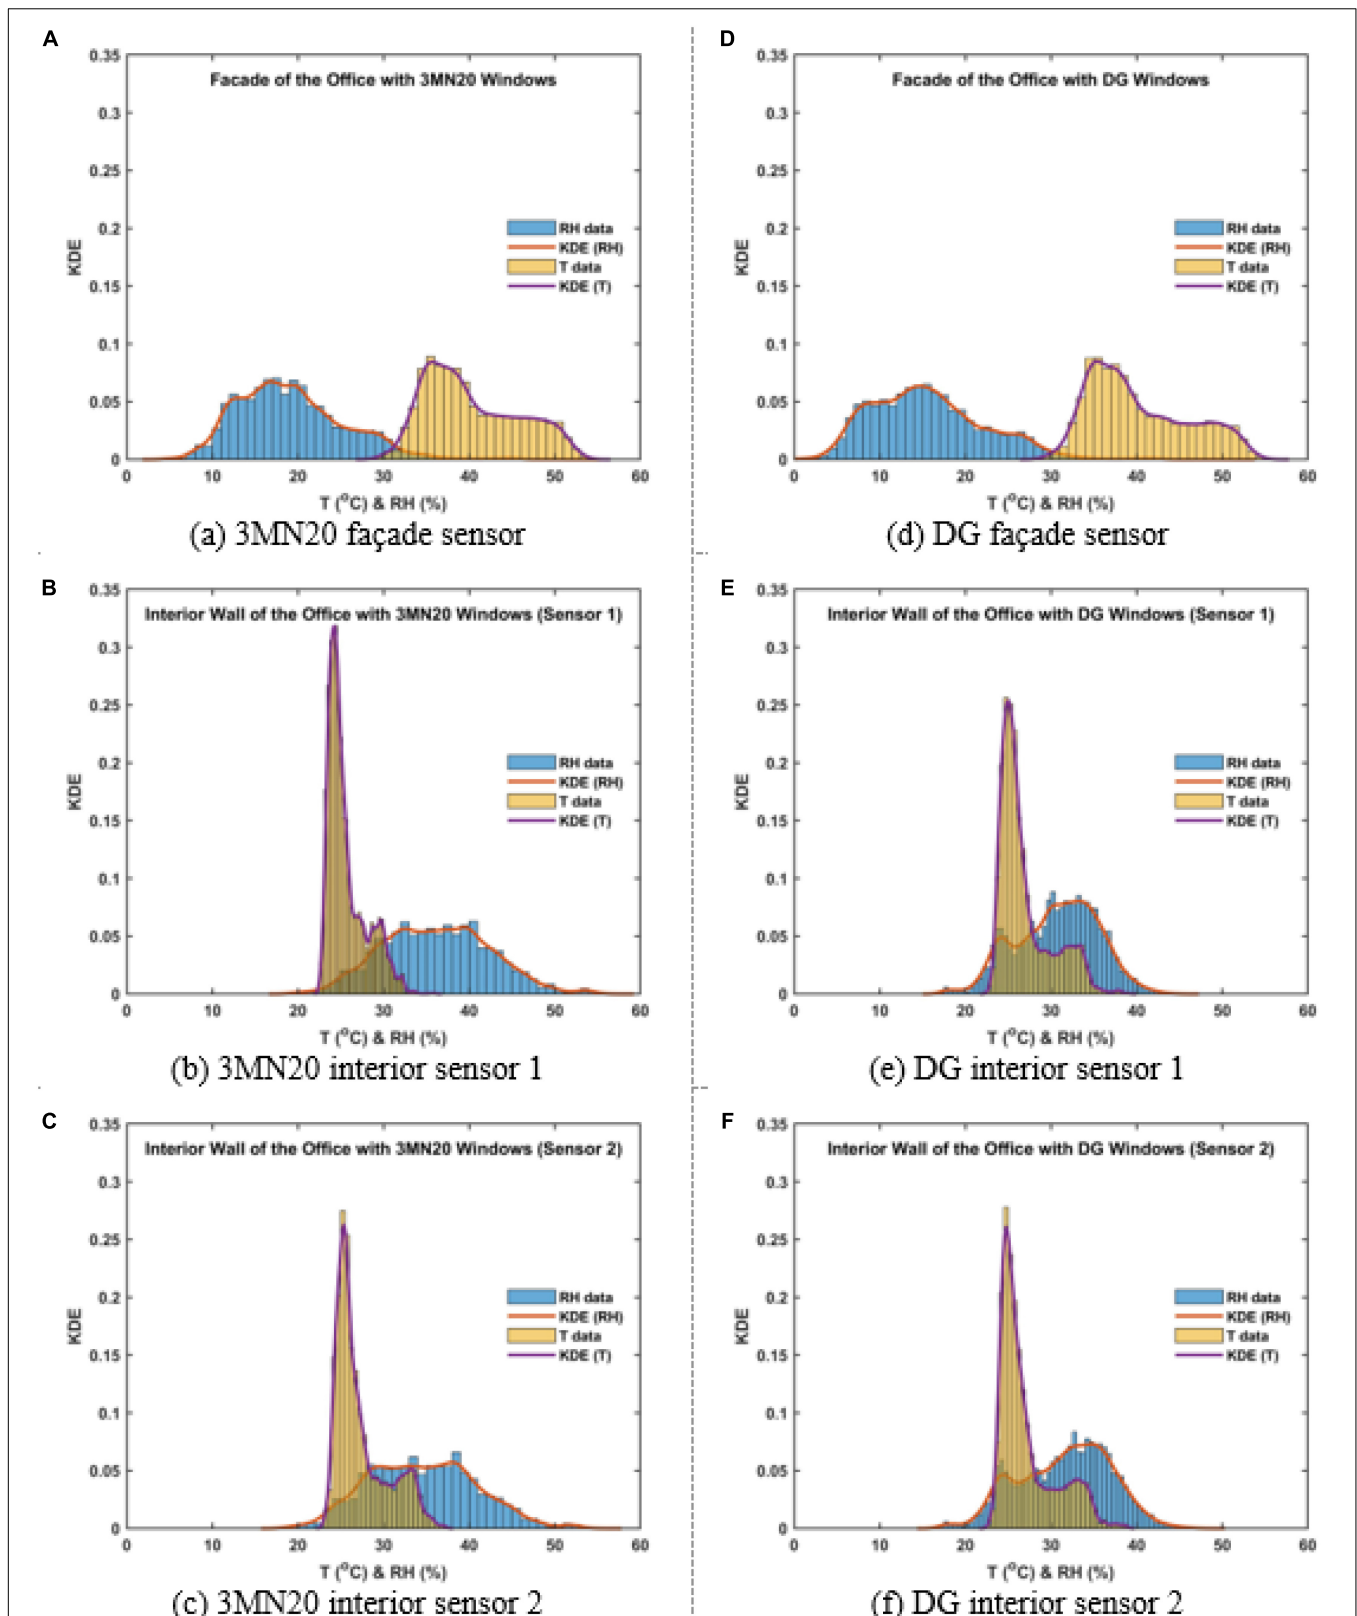 A
0.35
0.3
0.25
0.2
0.15
0.1
0.05
0
KDE
Facade of the Office with 3MN20 Windows
RH data
KDE (RH)
T data
KDE (T)
0 10 20 30 40 50 60
T (°C) & RH (%)
(a) 3MN20 façade sensor
B
0.35
0.3
0.25
0.2
0.15
0.1
0.05
0
KDE
Interior Wall of the Office with 3MN20 Windows (Sensor 1)
RH data
KDE (RH)
T data
KDE (T)
0 10 20 30 40 50 60
T (°C) & RH (%)
(b) 3MN20 interior sensor 1
C
0.35
0.3
0.25
0.2
0.15
0.1
0.05
0
KDE
Interior Wall of the Office with 3MN20 Windows (Sensor 2)
RH data
KDE (RH)
T data
KDE (T)
0 10 20 30 40 50 60
T (°C) & RH (%)
(c) 3MN20 interior sensor 2
D
0.35
0.3
0.25
0.2
0.15
0.1
0.05
0
KDE
Facade of the Office with DG Windows
RH data
KDE (RH)
T data
KDE (T)
0 10 20 30 40 50 60
T (°C) & RH (%)
(d) DG façade sensor
E
0.35
0.3
0.25
0.2
0.15
0.1
0.05
0
KDE
Interior Wall of the Office with DG Windows (Sensor 1)
RH data
KDE (RH)
T data
KDE (T)
0 10 20 30 40 50 60
T (°C) & RH (%)
(e) DG interior sensor 1
F
0.35
0.3
0.25
0.2
0.15
0.1
0.05
0
KDE
Interior Wall of the Office with DG Windows (Sensor 2)
RH data
KDE (RH)
T data
KDE (T)
0 10 20 30 40 50 60
T (°C) & RH (%)
(f) DG interior sensor 2